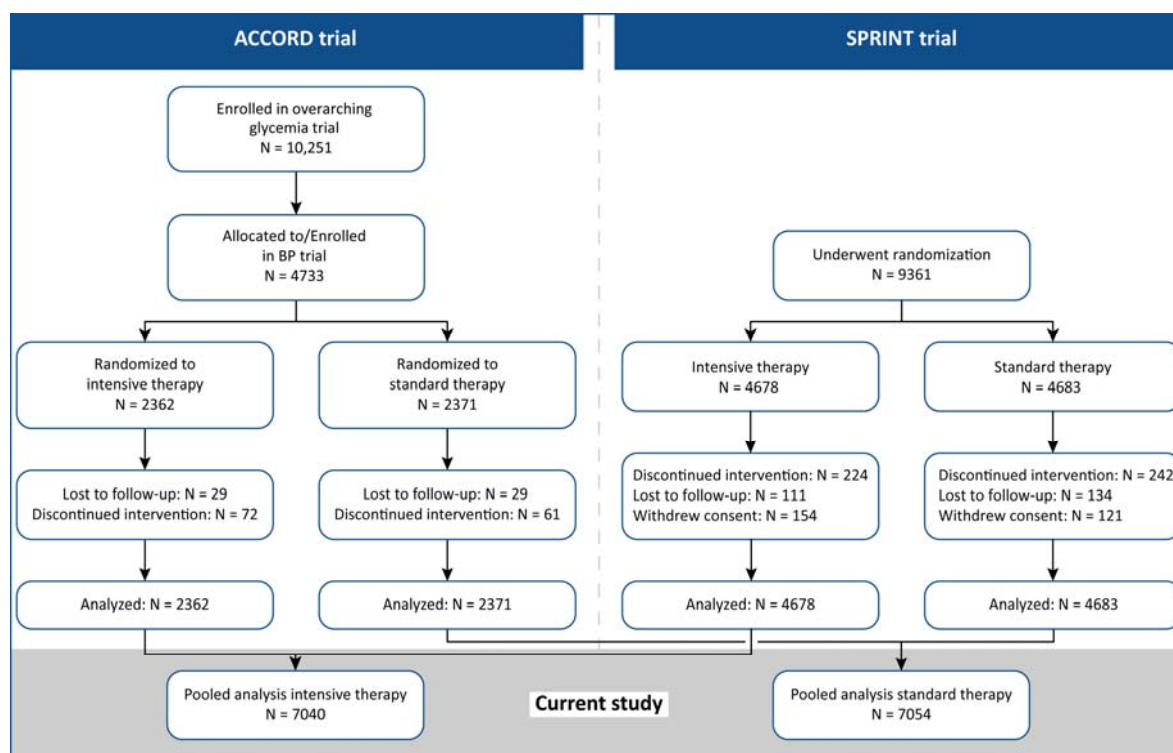 ACCORD trial
Enrolled in overarching
glycemia trial
N = 10,251
Allocated to/Enrolled
in BP trial
N = 4733
Randomized to
intensive therapy
N = 2362
Randomized to
standard therapy
N = 2371
Lost to follow-up: N = 29
Discontinued intervention: N = 72
Lost to follow-up: N = 29
Discontinued intervention: N = 61
Analyzed: N = 2362
Analyzed: N = 2371
SPRINT trial
Underwent randomization
N = 9361
Intensive therapy
N = 4678
Standard therapy
N = 4683
Discontinued intervention: N = 224
Lost to follow-up: N = 111
Withdrew consent: N = 154
Discontinued intervention: N = 242
Lost to follow-up: N = 134
Withdrew consent: N = 121
Analyzed: N = 4678
Analyzed: N = 4683
Pooled analysis intensive therapy
N = 7040
Current study
Pooled analysis standard therapy
N = 7054